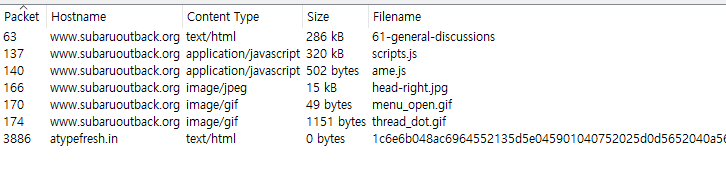 Packet Hostname Content Type Size Filename
63 www.subaruoutback.org text/html 286 kB 61-general-discussions
137 www.subaruoutback.org application/javascript 320 kB scripts.js
140 www.subaruoutback.org application/javascript 502 bytes ame.js
166 www.subaruoutback.org image/jpeg 15 kB head-right.jpg
170 www.subaruoutback.org image/gif 49 bytes menu_open.gif
174 www.subaruoutback.org image/gif 1151 bytes thread_dot.gif
3886 atypefresh.in text/html 0 bytes 1c6e6b048ac6964552135d5e045901040752025d0d5652040a56